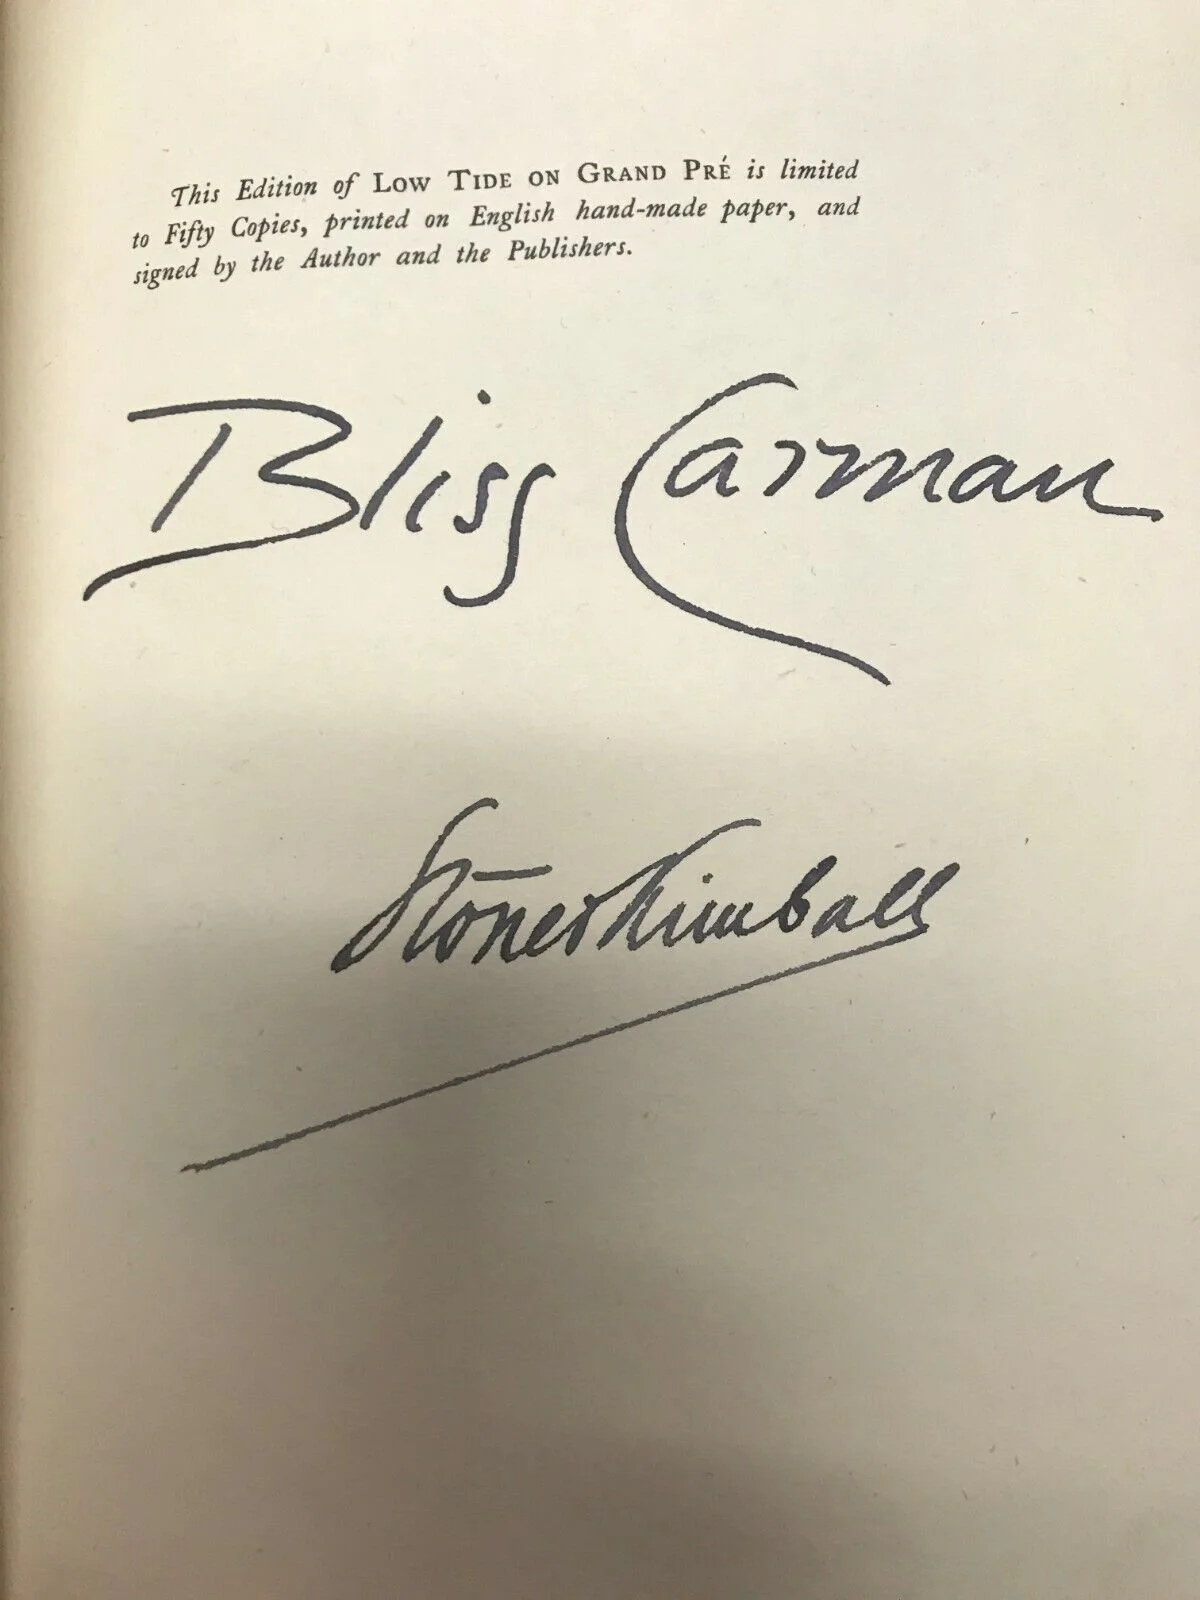 This Edition of LOW TIDE ON GRAND PRÉ is limited
to Fifty Copies, printed on English hand-made paper, and
signed by the Author and the Publishers.
Bliss Carman
Stone & Kimball